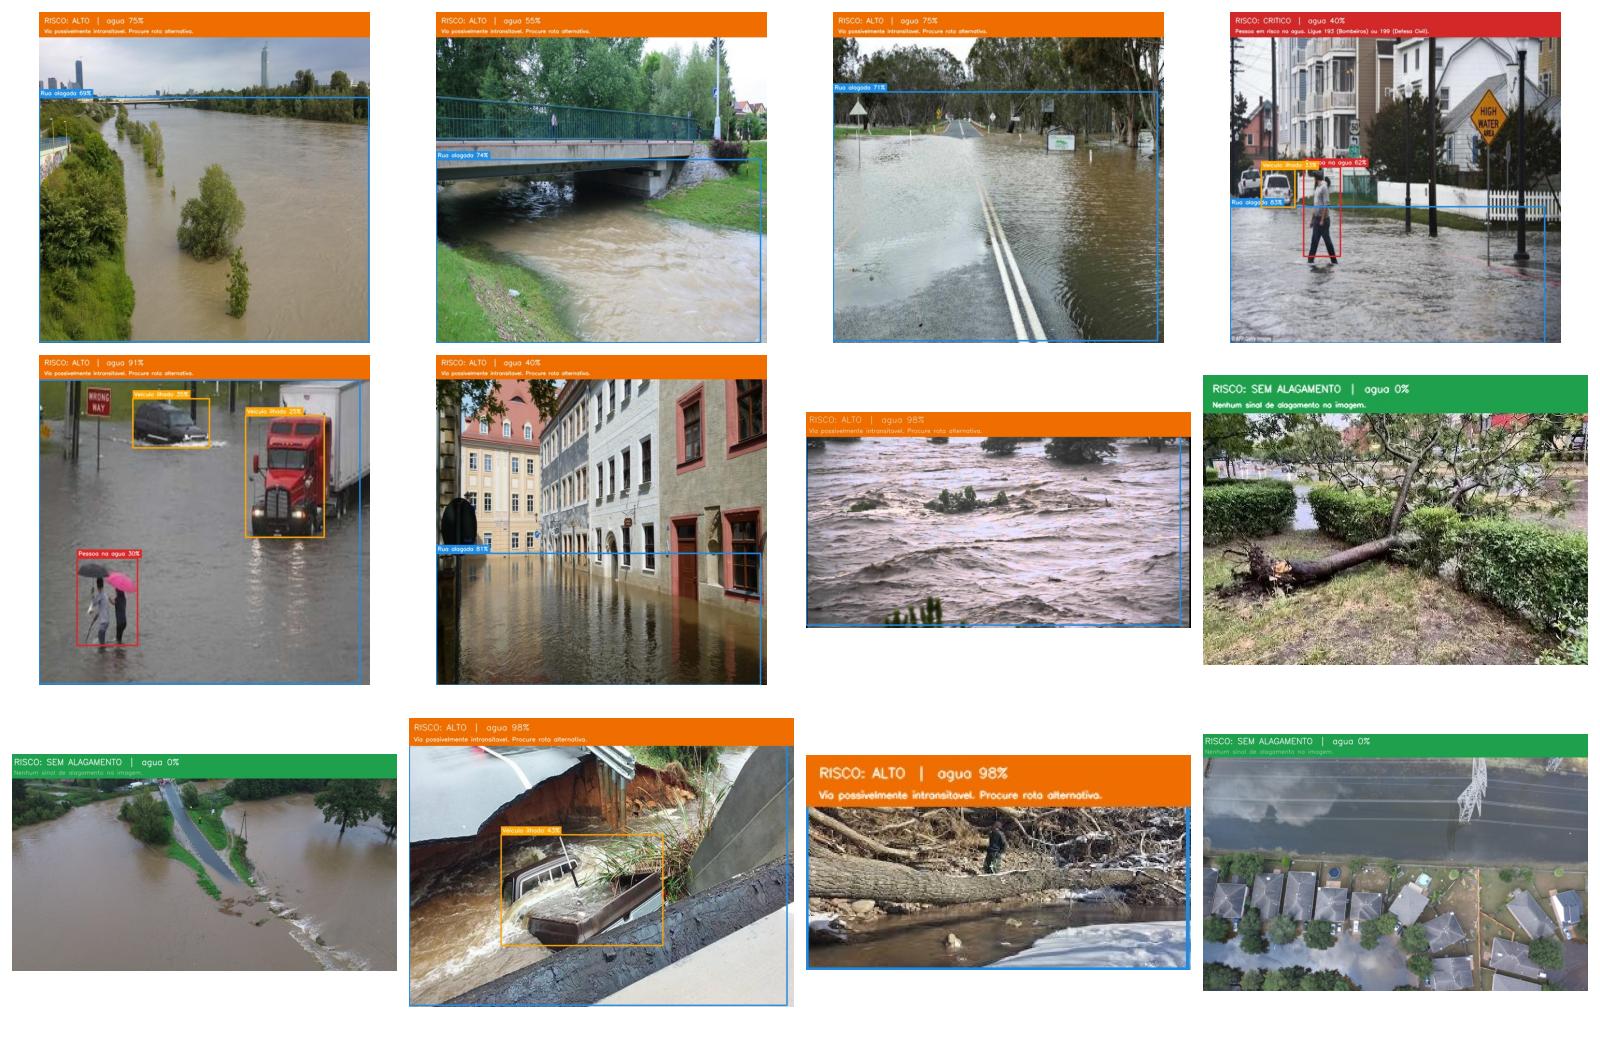 RISCO: ALTO | agua 75%
Via possivelmente intransitavel. Procure rota alternativa.
Rua alagada 69%
RISCO: ALTO | agua 55%
Via possivelmente intransitavel. Procure rota alternativa.
Rua alagada 74%
RISCO: ALTO | agua 75%
Via possivelmente intransitavel. Procure rota alternativa.
Rua alagada 71%
RISCO: CRITICO | agua 40%
Pessoa em risco na agua. Ligue 193 (Bombeiros) ou 199 (Defesa Civil).
HIGH
WATER
AREA
Veiculo ilhado 33%
oa na agua 62%
Rua alagada 83%
RISCO: ALTO | agua 91%
Via possivelmente intransitavel. Procure rota alternativa.
WRONG
WAY
Veiculo ilhado 35%
Veiculo ilhado 25%
Pessoa na agua 30%
RISCO: ALTO | agua 40%
Via possivelmente intransitavel. Procure rota alternativa.
Rua alagada 81%
RISCO: ALTO | agua 98%
Via possivelmente intransitavel. Procure rota alternativa.
RISCO: SEM ALAGAMENTO | agua 0%
Nenhum sinal de alagamento na imagem.
RISCO: SEM ALAGAMENTO | agua 0%
Nenhum sinal de alagamento na imagem.
RISCO: ALTO | agua 98%
Via possivelmente intransitavel. Procure rota alternativa.
Veiculo ilhado 43%
RISCO: ALTO | agua 98%
Via possivelmente intransitavel. Procure rota alternativa.
RISCO: SEM ALAGAMENTO | agua 0%
Nenhum sinal de alagamento na imagem.